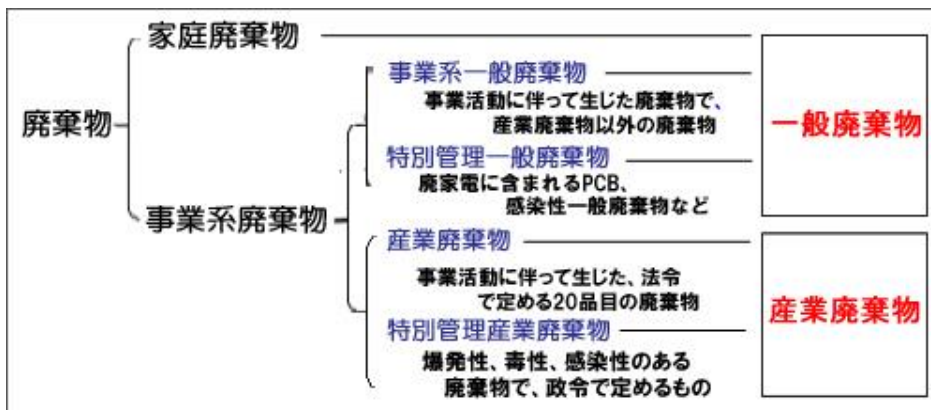 家庭廃棄物
事業系一般廃棄物
事業活動に伴って生じた廃棄物で、
産業廃棄物以外の廃棄物
廃棄物
一般廃棄物
特別管理一般廃棄物
廃家電に含まれるPCB、
感染性一般廃棄物など
事業系廃棄物
産業廃棄物
事業活動に伴って生じた、法令
で定める20品目の廃棄物
産業廃棄物
特別管理産業廃棄物
爆発性、毒性、感染性のある
廃棄物で、政令で定めるもの